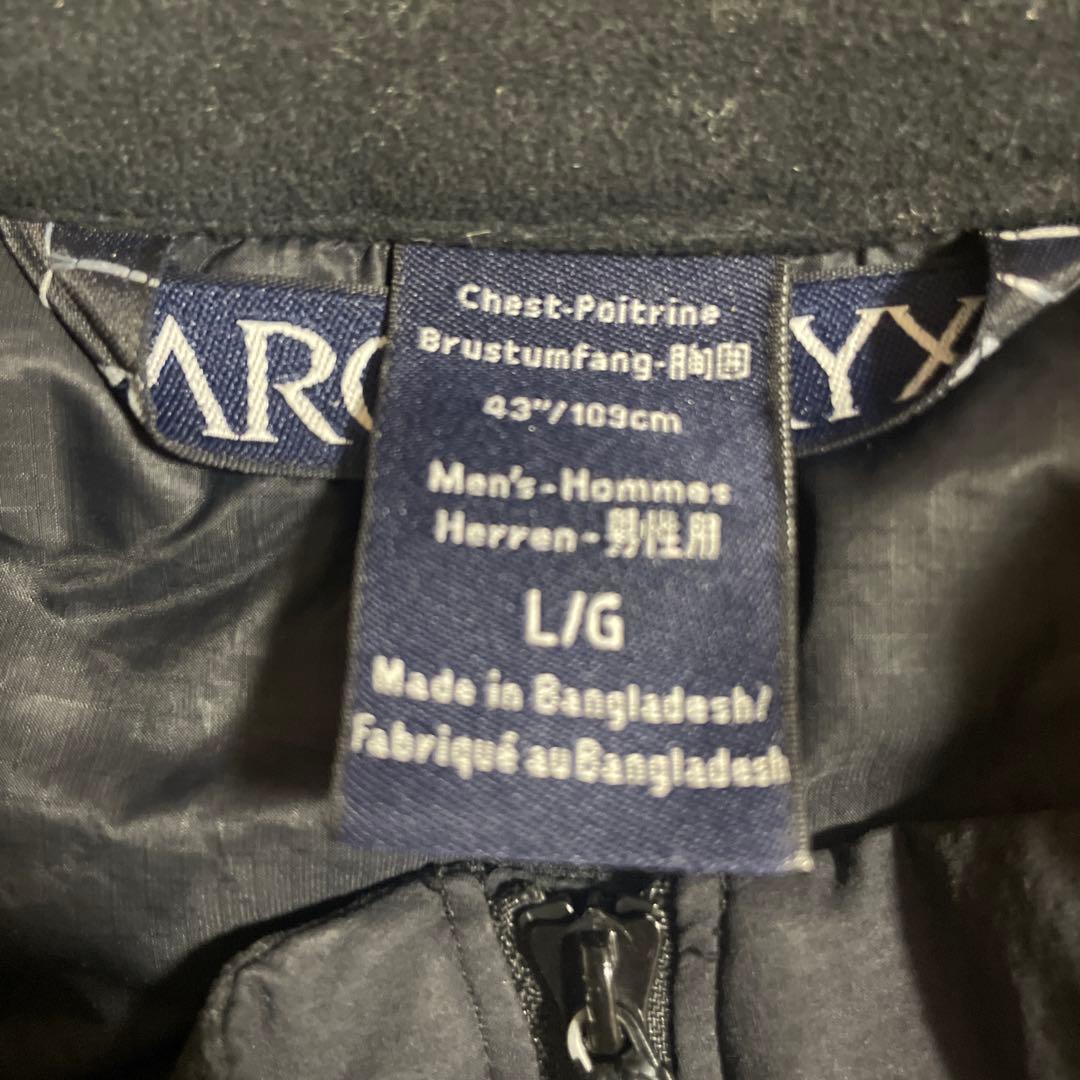 ARC
RYX
Chest-Poitrine
Brustumfang-胸囲
43"/109cm
Men's-Hommes
Herren-男性用
L/G
Made in Bangladesh/
Fabriqué au Bangladesh